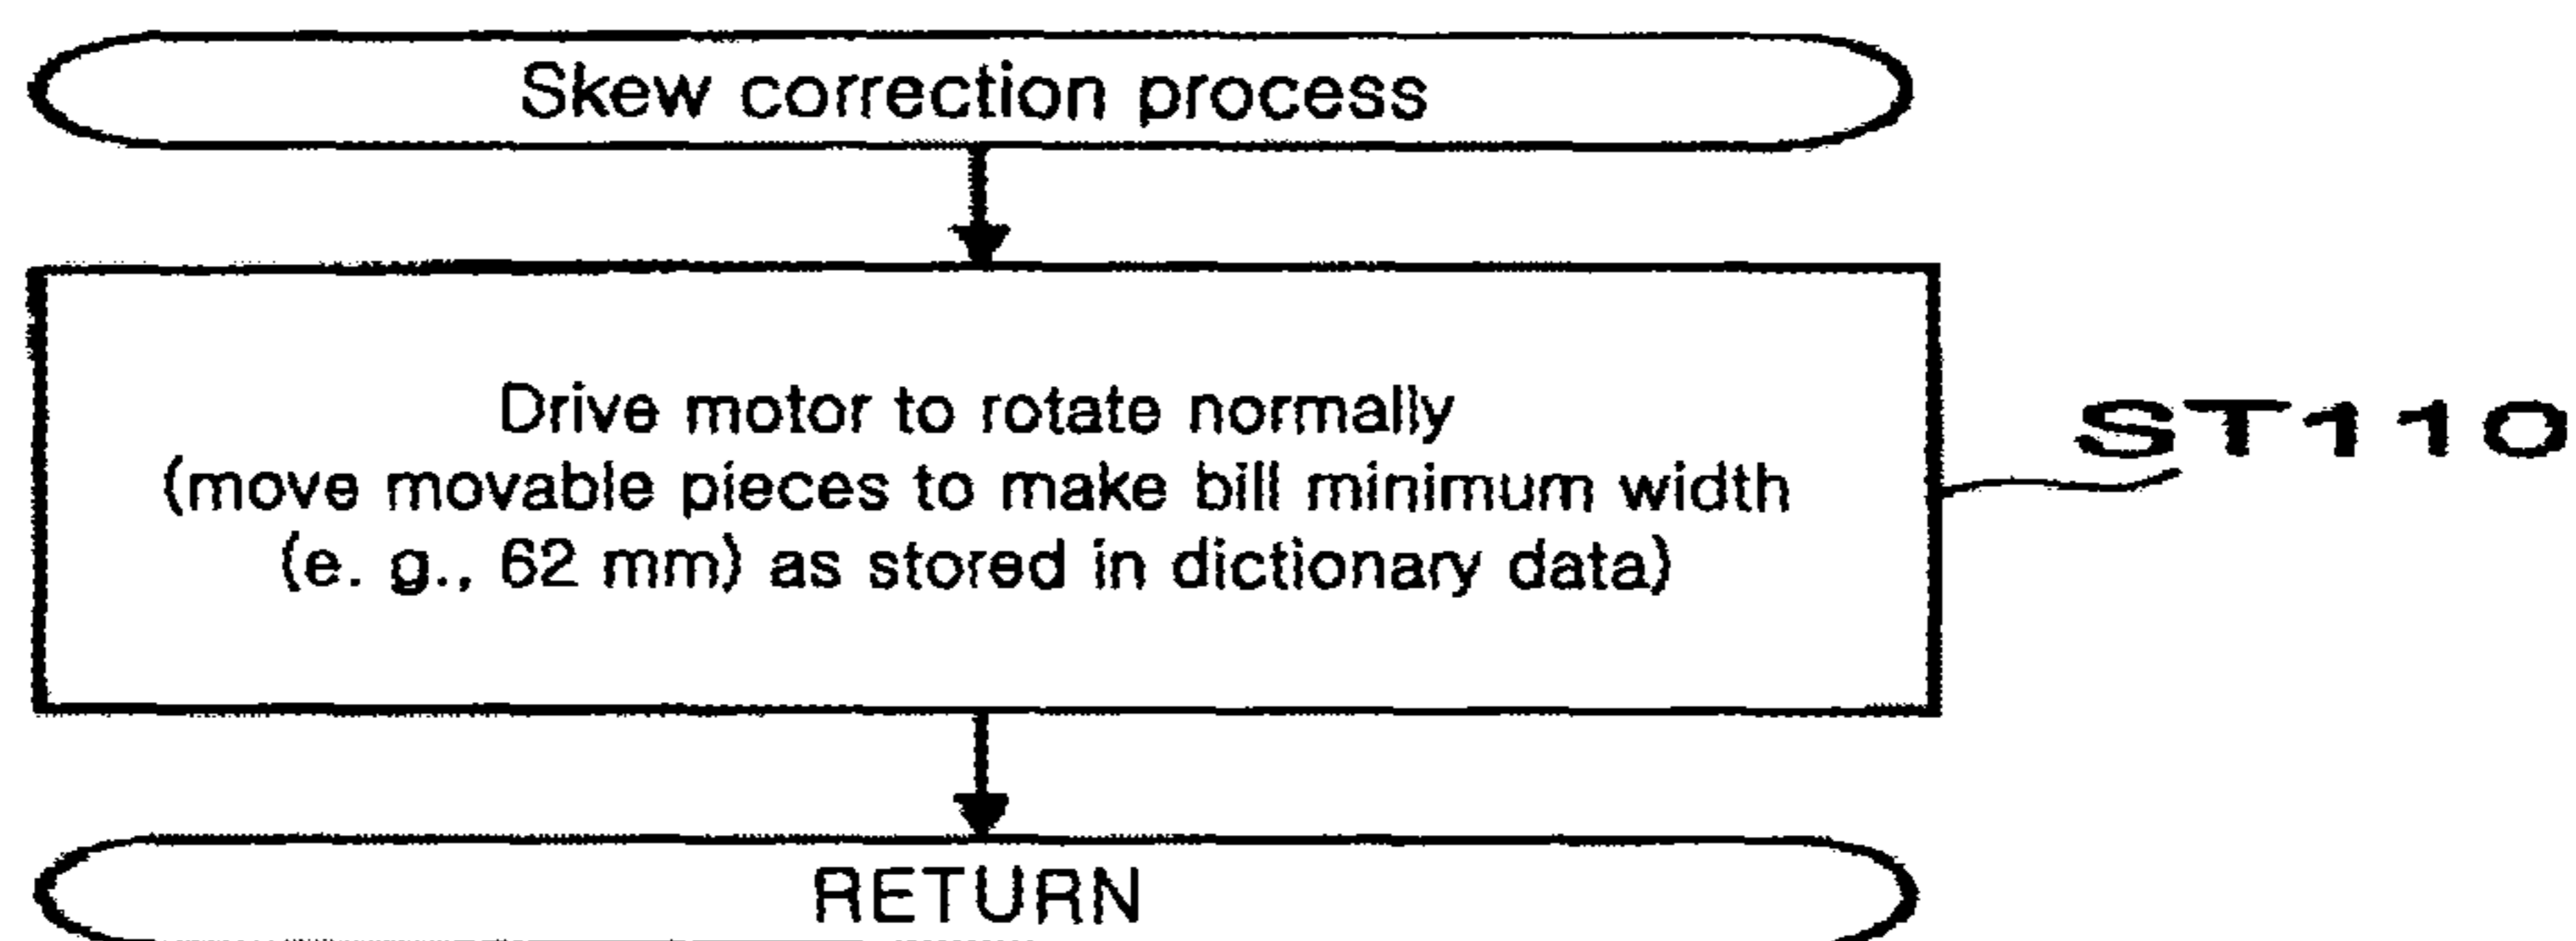 Skew correction process
Drive motor to rotate normally
(move movable pieces to make bill minimum width
(e. g., 62 mm) as stored in dictionary data)
ST110
RETURN